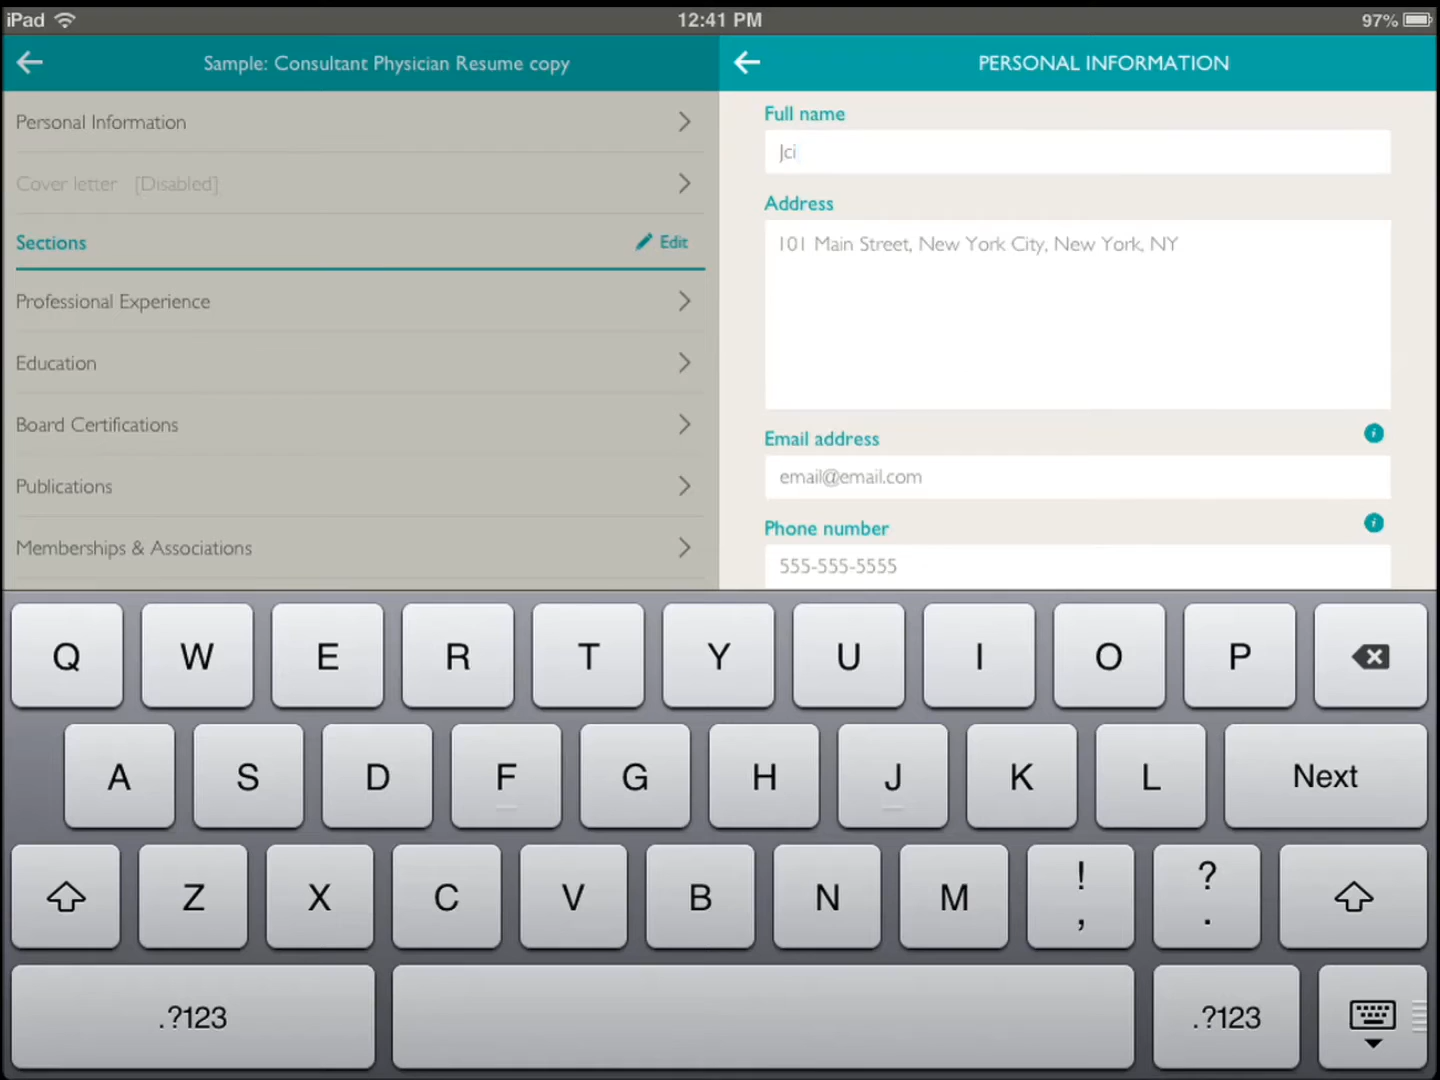 iPad 12:41 PM 97%
Sample: Consultant Physician Resume copy
Personal Information
Cover letter [Disabled]
Sections Edit
Professional Experience
Education
Board Certifications
Publications
Memberships & Associations
PERSONAL INFORMATION
Full name
Jci
Address
101 Main Street, New York City, New York, NY
Email address
email@email.com
Phone number
555-555-5555
Q W E R T Y U I O P
A S D F G H J K L Next
Z X C V B N M ! , ? .
.?123 .?123